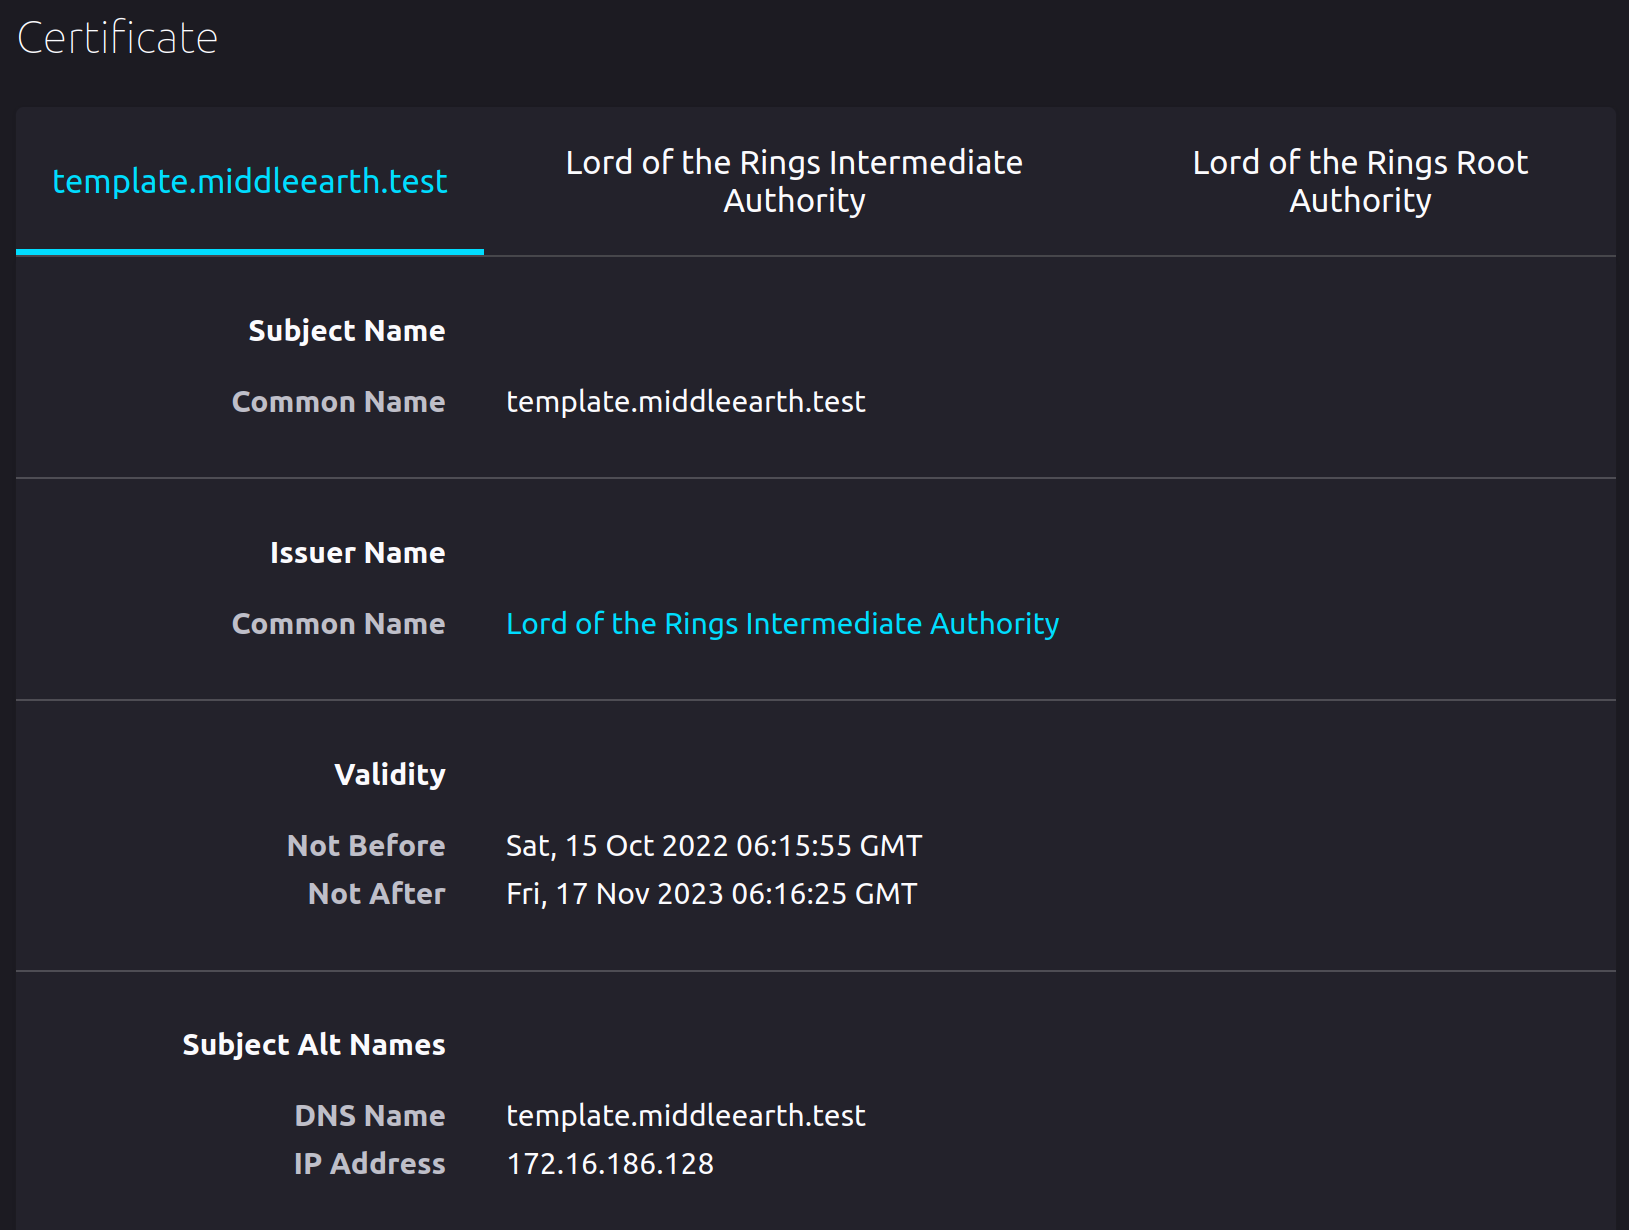 Certificate
template.middleearth.test
Lord of the Rings Intermediate
Authority
Lord of the Rings Root
Authority
Subject Name
Common Name template.middleearth.test
Issuer Name
Common Name Lord of the Rings Intermediate Authority
Validity
Not Before Sat, 15 Oct 2022 06:15:55 GMT
Not After Fri, 17 Nov 2023 06:16:25 GMT
Subject Alt Names
DNS Name template.middleearth.test
IP Address 172.16.186.128